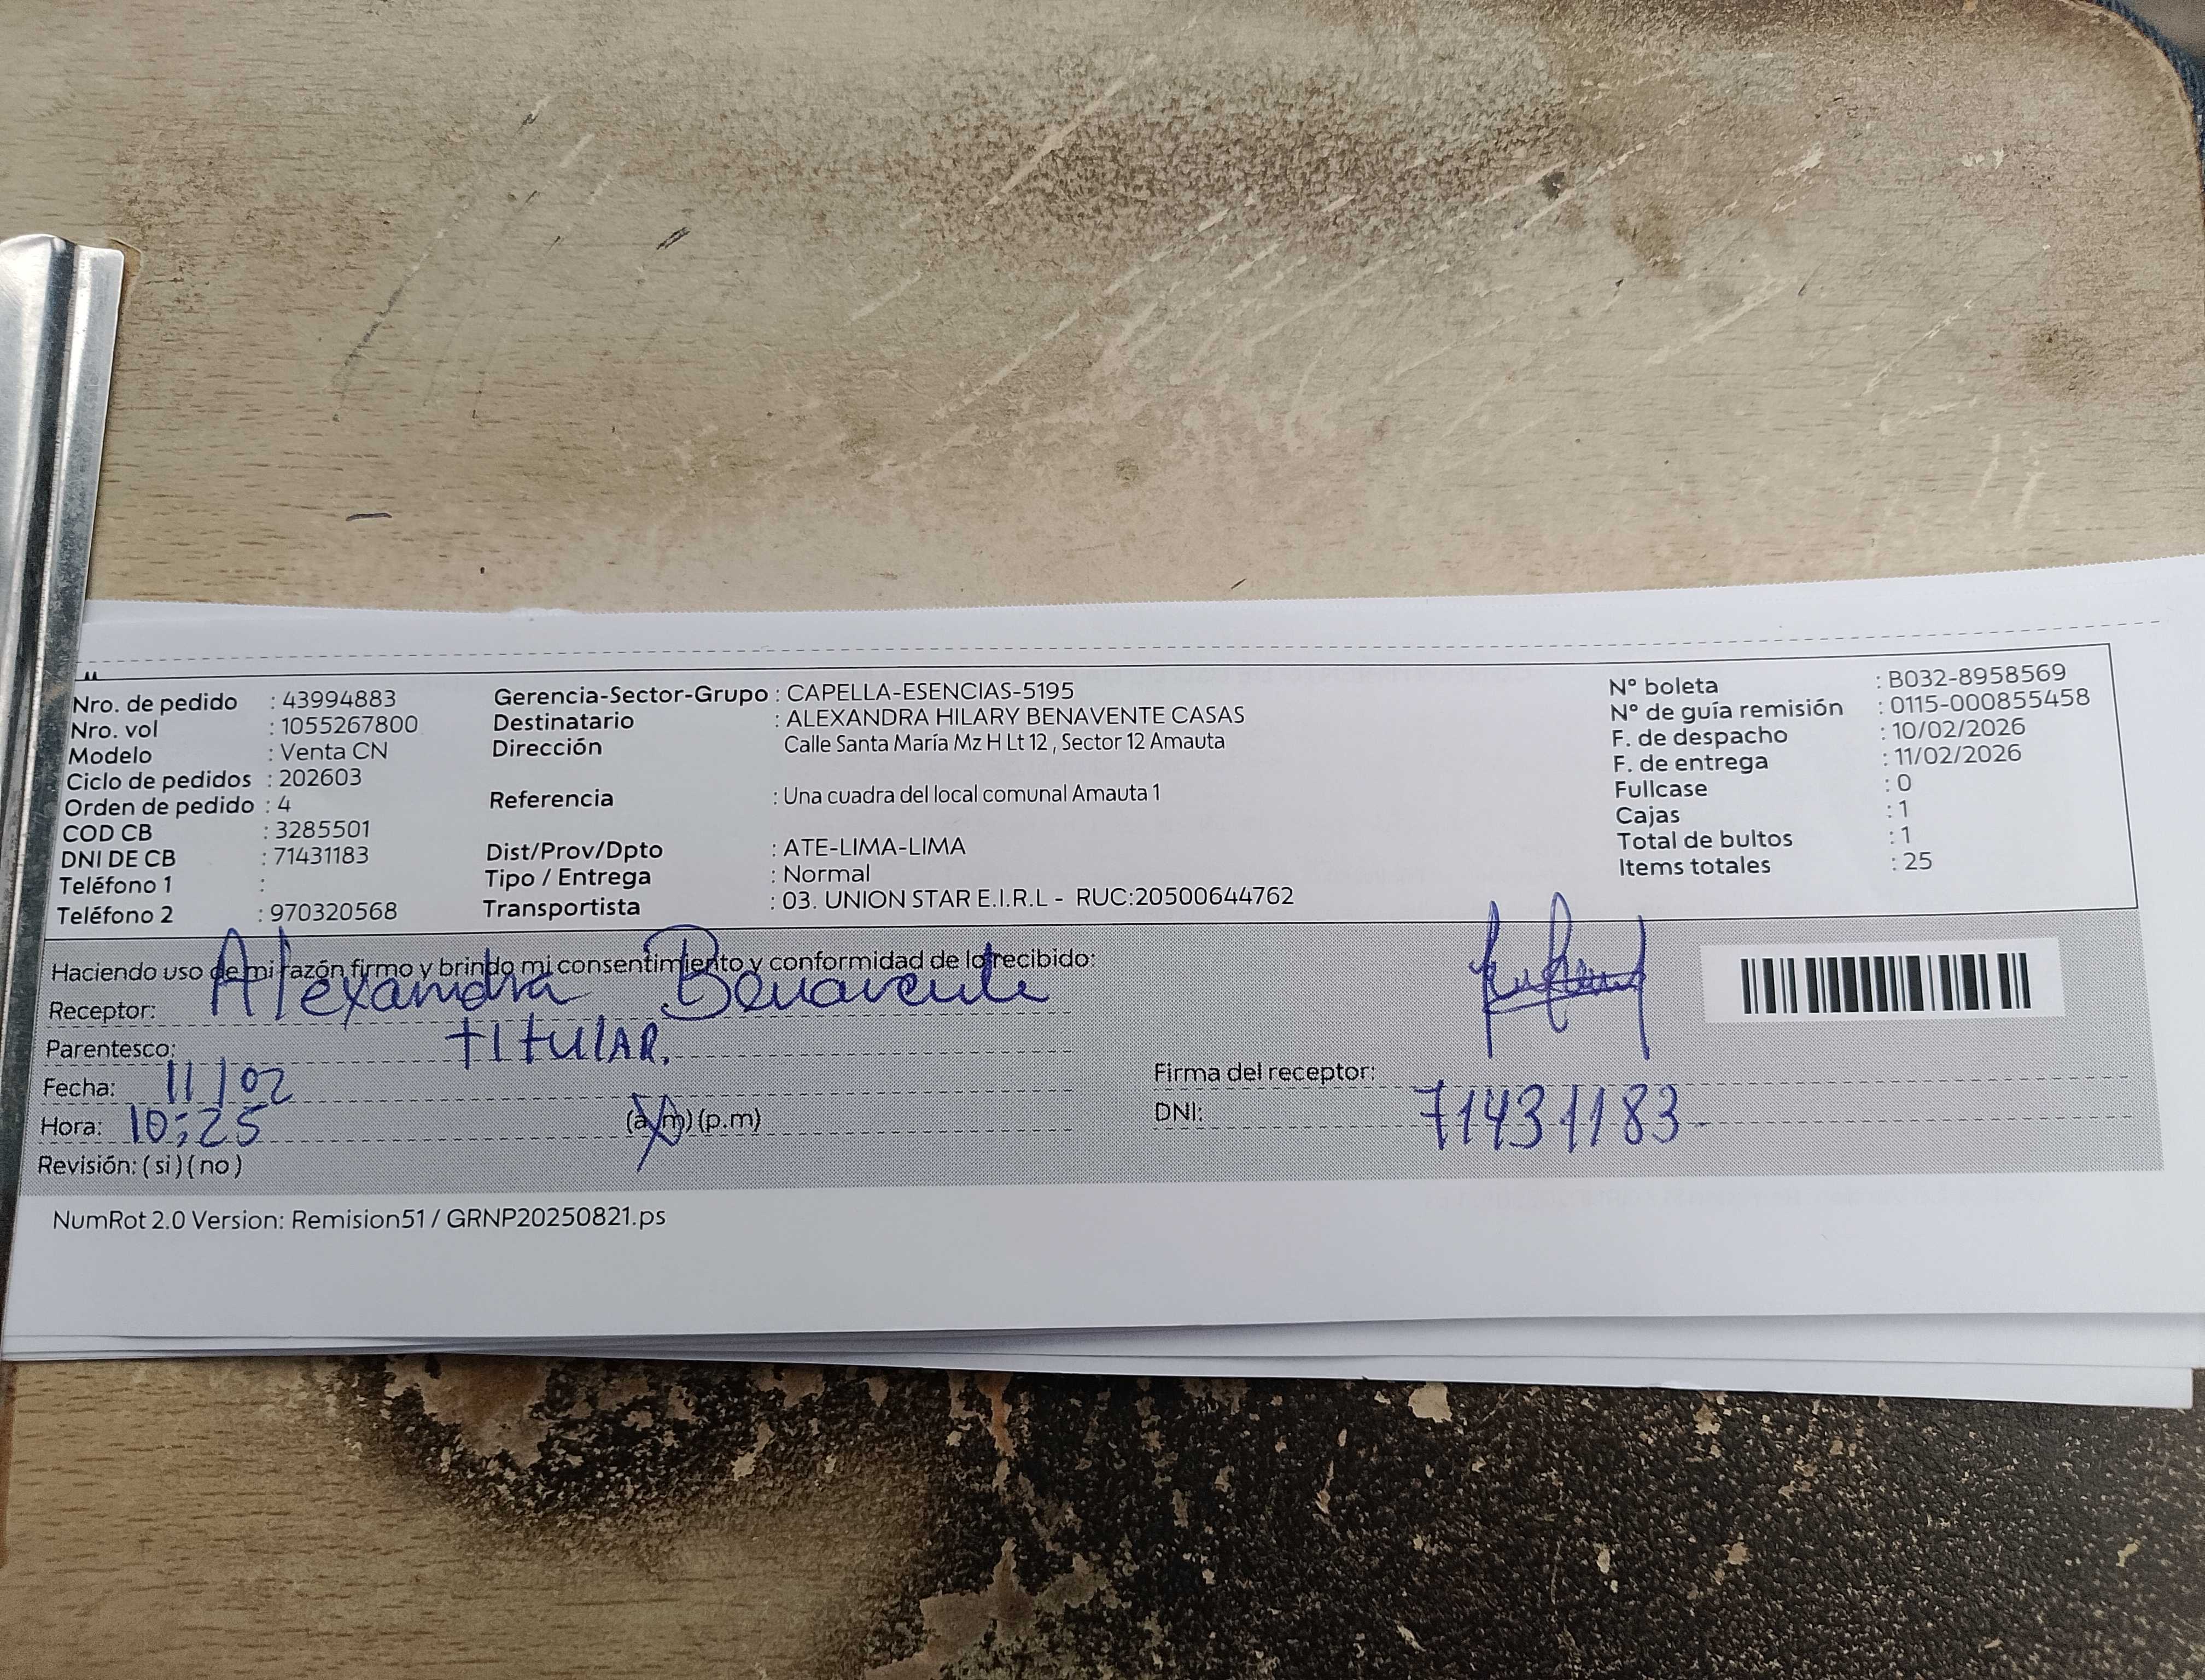 Nro. de pedido : 43994883
Nro. vol : 1055267800
Modelo : Venta CN
Ciclo de pedidos : 202603
Orden de pedido : 4
COD CB : 3285501
DNI DE CB : 71431183
Teléfono 1 :
Teléfono 2 : 970320568
Gerencia-Sector-Grupo : CAPELLA-ESENCIAS-5195
Destinatario : ALEXANDRA HILARY BENAVENTE CASAS
Dirección Calle Santa María Mz H Lt 12 , Sector 12 Amauta
Referencia : Una cuadra del local comunal Amauta 1
Dist/Prov/Dpto : ATE-LIMA-LIMA
Tipo / Entrega : Normal
Transportista : 03. UNION STAR E.I.R.L - RUC:20500644762
N° boleta : B032-8958569
N° de guía remisión : 0115-000855458
F. de despacho : 10/02/2026
F. de entrega : 11/02/2026
Fullcase : 0
Cajas : 1
Total de bultos : 1
Items totales : 25
Haciendo uso de mi razón firmo y brindo mi consentimiento y conformidad de lo recibido:
Receptor: Alexandra Benavente
Parentesco: titular.
Fecha: 11/02
Hora: 10:25 (a.m) (p.m)
Revisión: ( si ) ( no )
Firma del receptor:
DNI: 71431183
NumRot 2.0 Version: Remision51 / GRNP20250821.ps